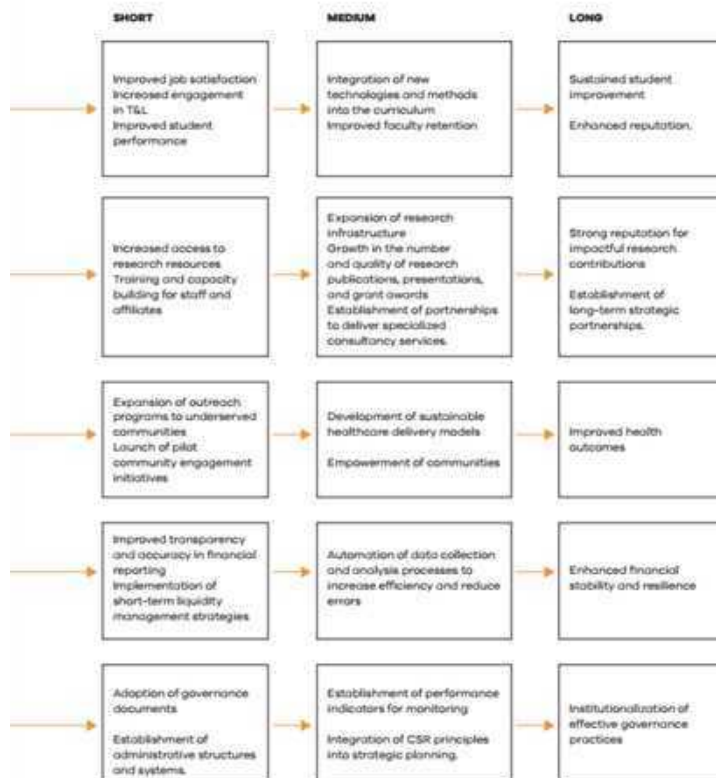 SHORT
MEDIUM
LONG
Improved job satisfaction
Increased engagement
in T&L
Improved student
performance
Integration of new
technologies and methods
into the curriculum
Improved faculty retention
Sustained student
improvement
Enhanced reputation.
Increased access to
research resources
Training and capacity
building for staff and
affiliates
Expansion of research
infrastructure
Growth in the number
and quality of research
publications, presentations,
and grant awards
Establishment of partnerships
to deliver specialized
consultancy services.
Strong reputation for
impactful research
contributions
Establishment of
long-term strategic
partnerships.
Expansion of outreach
programs to underserved
communities
Launch of pilot
community engagement
initiatives
Development of sustainable
healthcare delivery models
Empowerment of communities
Improved health
outcomes
Improved transparency
and accuracy in financial
reporting
Implementation of
short-term liquidity
management strategies
Automation of data collection
and analysis processes to
increase efficiency and reduce
errors
Enhanced financial
stability and resilience
Adoption of governance
documents
Establishment of
administrative structures
and systems.
Establishment of performance
indicators for monitoring
Integration of CSR principles
into strategic planning.
Institutionalization of
effective governance
practices